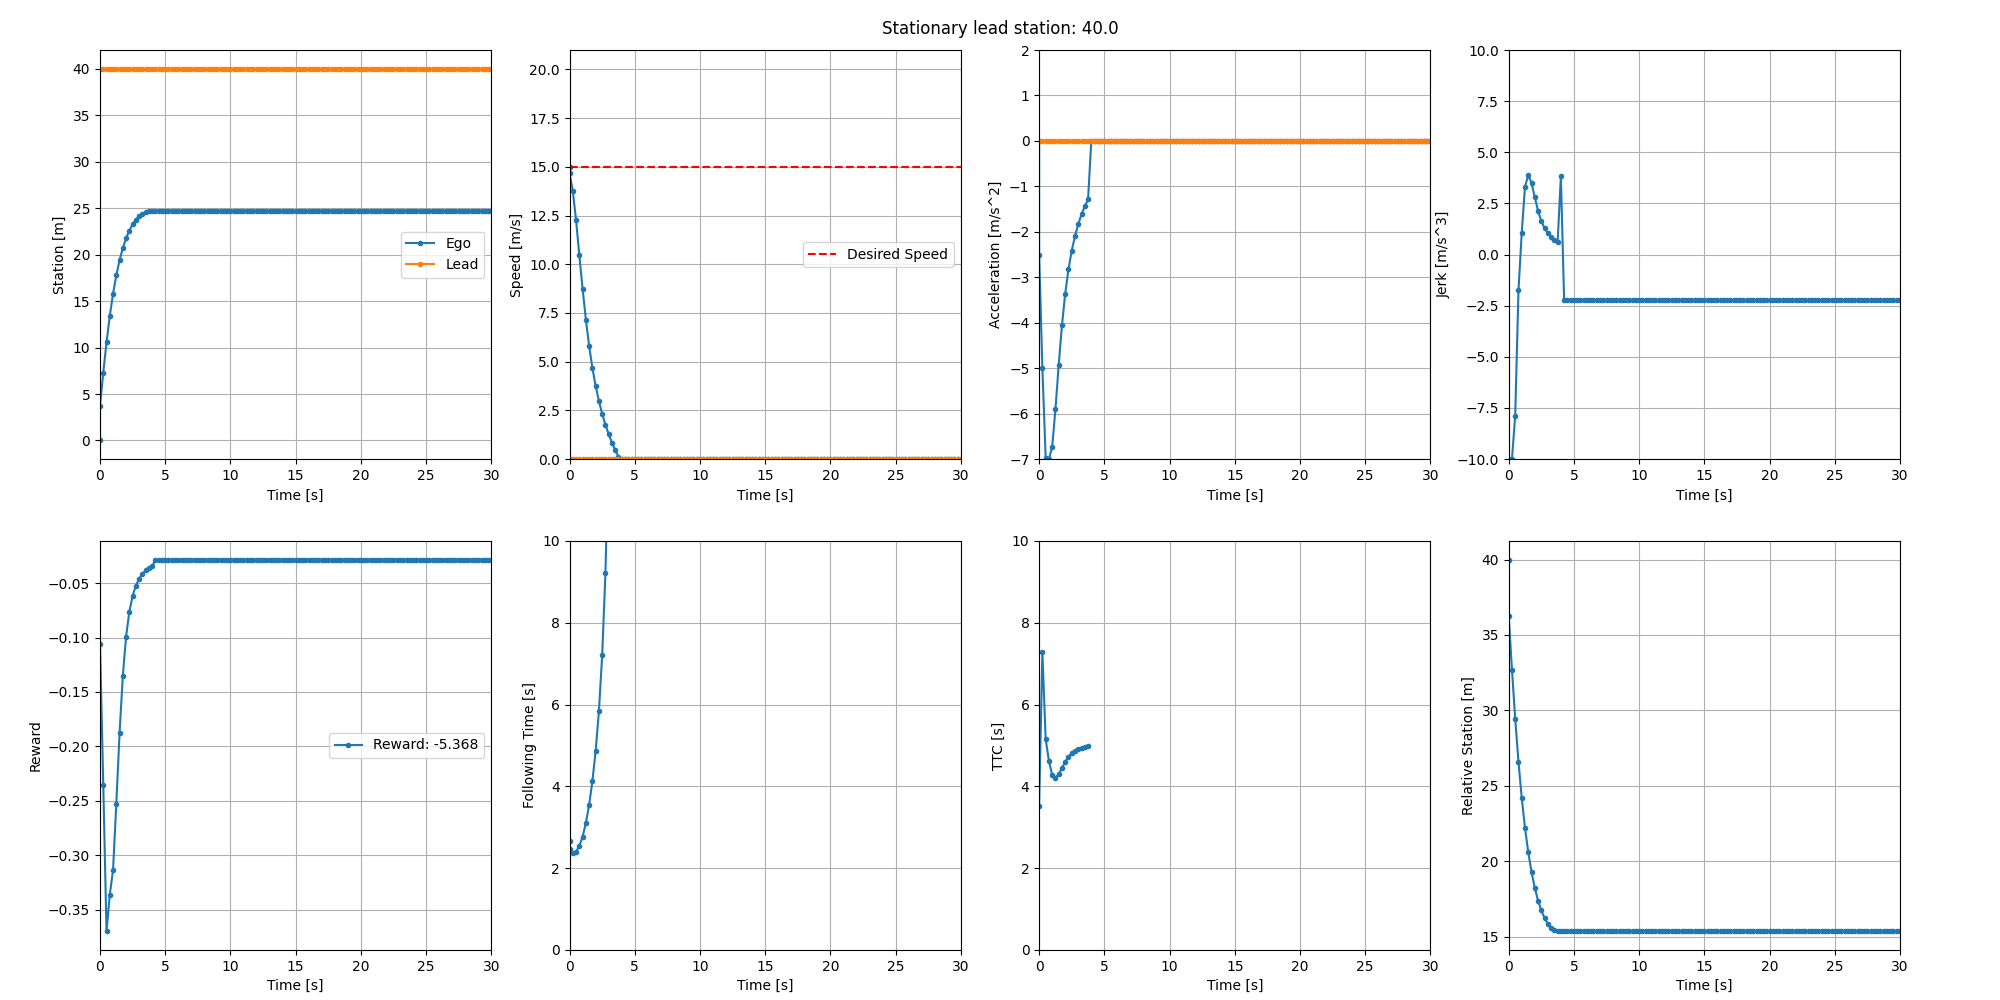 Stationary lead station: 40.0
40
35
30
25
20
15
10
5
0
Station [m]
Ego
Lead
0 5 10 15 20 25 30
Time [s]
20.0
17.5
15.0
12.5
10.0
7.5
5.0
2.5
0.0
Speed [m/s]
Desired Speed
0 5 10 15 20 25 30
Time [s]
2
1
0
−1
−2
−3
−4
−5
−6
−7
Acceleration [m/s^2]
0 5 10 15 20 25 30
Time [s]
10.0
7.5
5.0
2.5
0.0
−2.5
−5.0
−7.5
−10.0
Jerk [m/s^3]
0 5 10 15 20 25 30
Time [s]
−0.05
−0.10
−0.15
−0.20
−0.25
−0.30
−0.35
Reward
Reward: -5.368
0 5 10 15 20 25 30
Time [s]
10
8
6
4
2
0
Following Time [s]
0 5 10 15 20 25 30
Time [s]
10
8
6
4
2
0
TTC [s]
0 5 10 15 20 25 30
Time [s]
40
35
30
25
20
15
Relative Station [m]
0 5 10 15 20 25 30
Time [s]